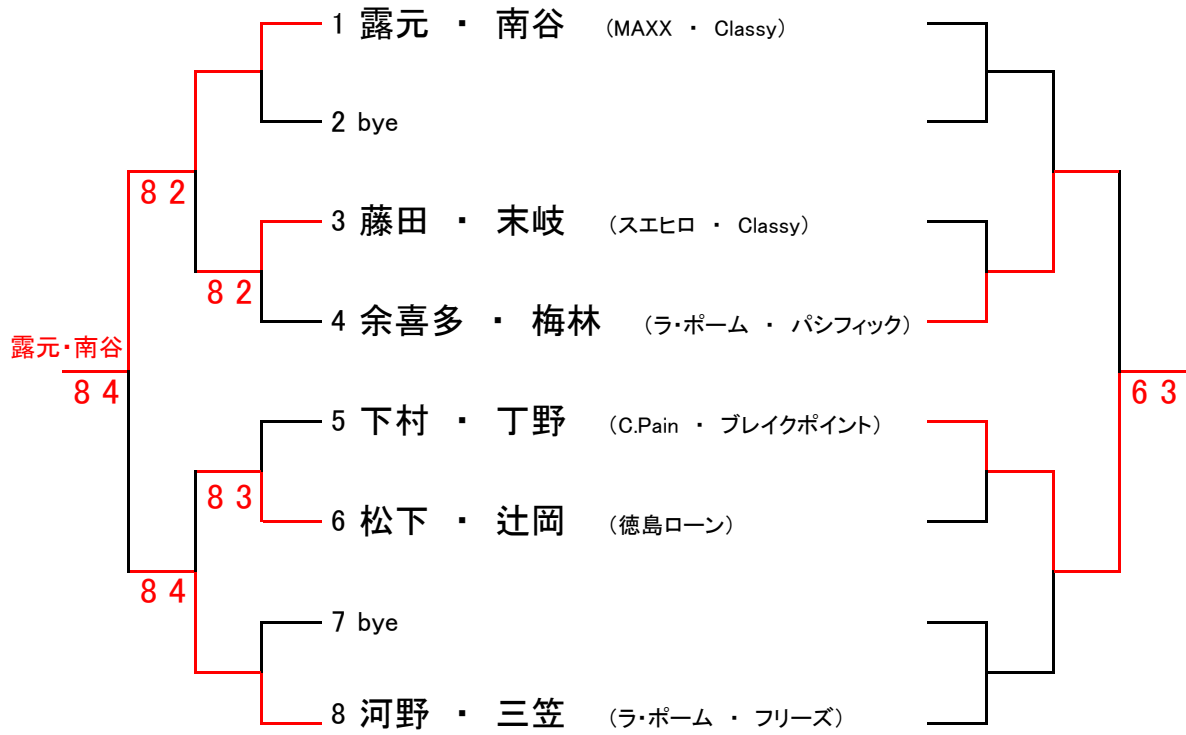 1 露元 ・ 南谷 (MAXX ・ Classy)
2 bye
8 2
3 藤田 ・ 末岐 (スエヒロ ・ Classy)
8 2
4 余喜多 ・ 梅林 (ラ・ポーム ・ パシフィック)
露元・南谷
8 4
6 3
5 下村 ・ 丁野 (C.Pain ・ ブレイクポイント)
8 3
6 松下 ・ 辻岡 (徳島ローン)
8 4
7 bye
8 河野 ・ 三笠 (ラ・ポーム ・ フリーズ)